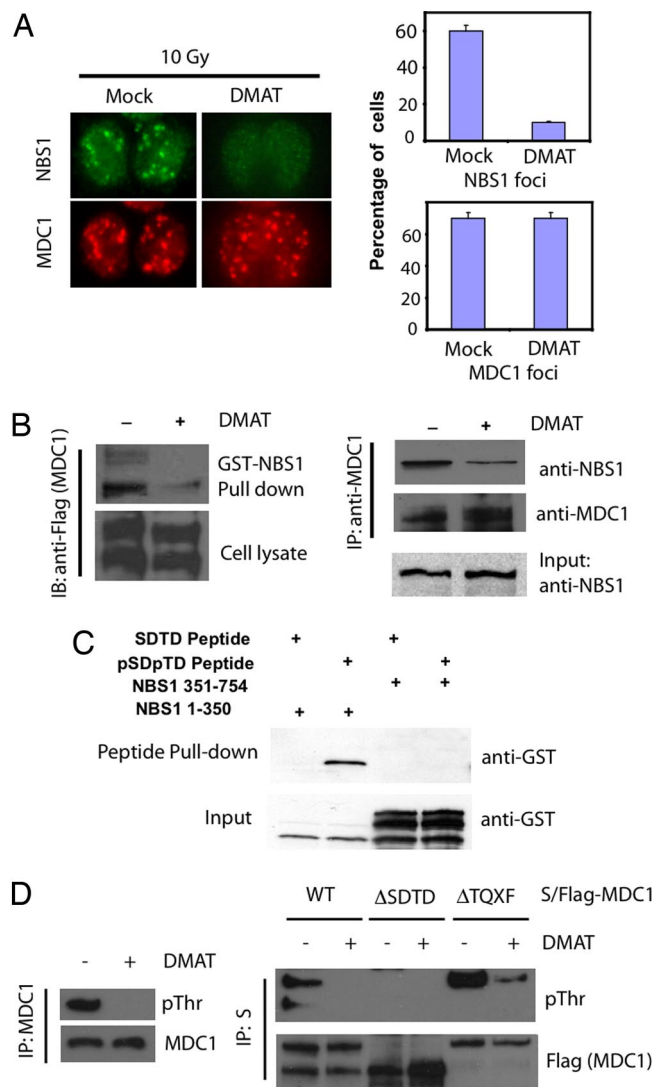 A
10 Gy
Mock DMAT
NBS1
MDC1
Percentage of cells
60
40
20
0
Mock DMAT
NBS1 foci
60
40
20
0
Mock DMAT
MDC1 foci
B
IB: anti-Flag (MDC1)
– + DMAT
GST-NBS1
Pull down
Cell lysate
IP: anti-MDC1
– + DMAT
anti-NBS1
anti-MDC1
Input:
anti-NBS1
C
SDTD Peptide + +
pSDpTD Peptide + +
NBS1 351-754 + +
NBS1 1-350 + +
Peptide Pull-down anti-GST
Input anti-GST
D
IP: MDC1
- + DMAT
pThr
MDC1
IP: S
WT ΔSDTD ΔTQXF S/Flag-MDC1
- + - + - + DMAT
pThr
Flag (MDC1)